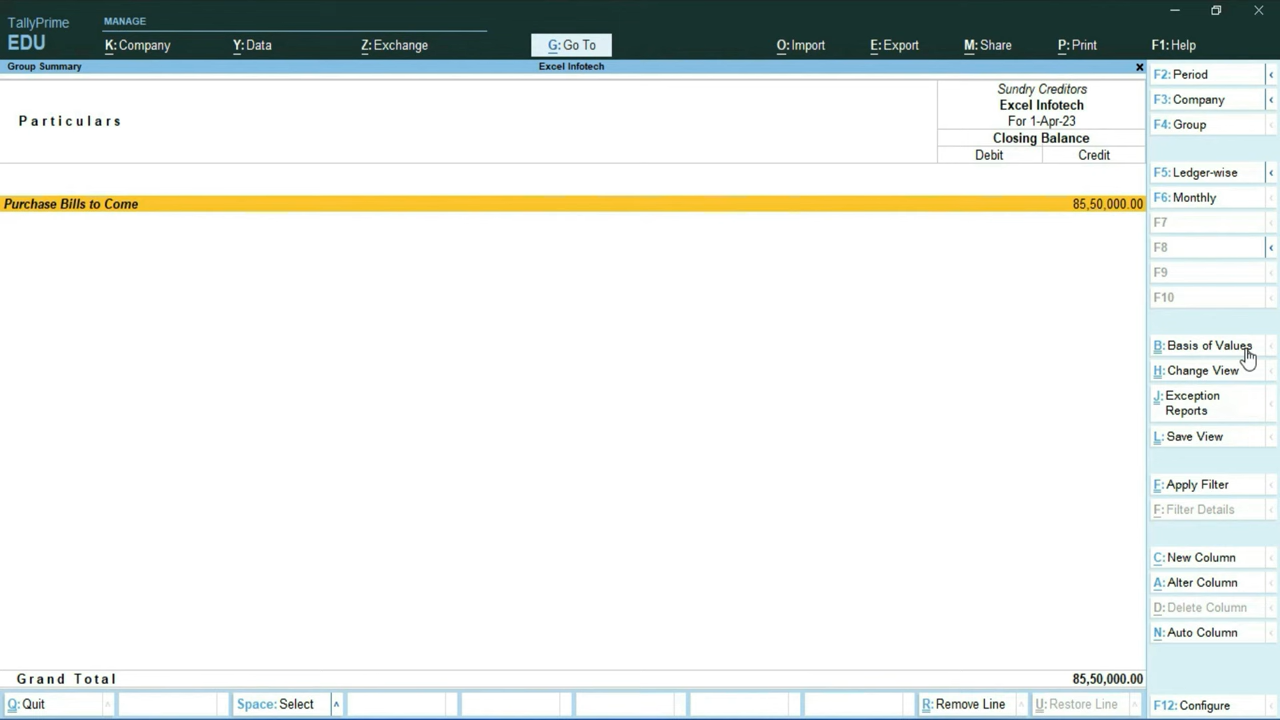 TallyPrime
EDU
MANAGE
K: Company
Y: Data
Z: Exchange
G: Go To
O: Import
E: Export
M: Share
P: Print
F1: Help
Group Summary
Excel Infotech
x
Particulars
Sundry Creditors
Excel Infotech
For 1-Apr-23
Closing Balance
Debit
Credit
Purchase Bills to Come
85,50,000.00
Grand Total
85,50,000.00
F2: Period
F3: Company
F4: Group
F5: Ledger-wise
F6: Monthly
F7
F8
F9
F10
B: Basis of Values
H: Change View
J: Exception
Reports
L: Save View
F: Apply Filter
F: Filter Details
C: New Column
A: Alter Column
D: Delete Column
N: Auto Column
Q: Quit
Space: Select
R: Remove Line
U: Restore Line
F12: Configure